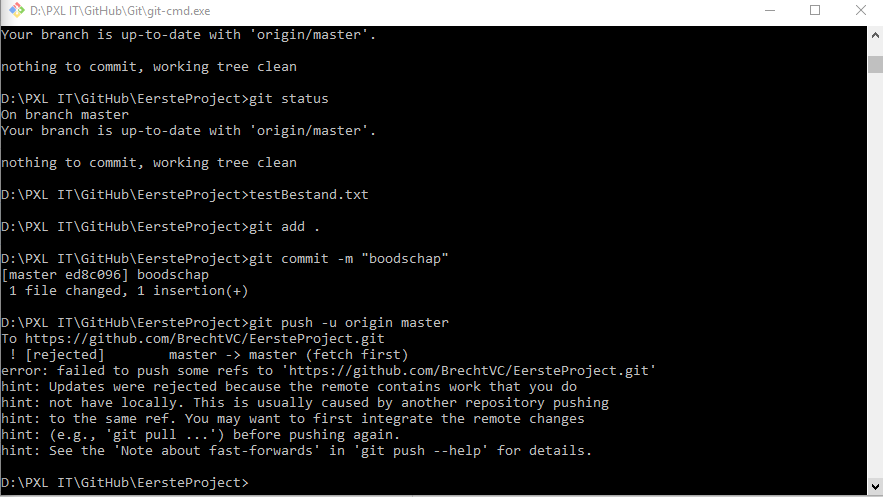 D:\PXL IT\GitHub\Git\git-cmd.exe
Your branch is up-to-date with 'origin/master'.
nothing to commit, working tree clean
D:\PXL IT\GitHub\EersteProject>git status
On branch master
Your branch is up-to-date with 'origin/master'.
nothing to commit, working tree clean
D:\PXL IT\GitHub\EersteProject>testBestand.txt
D:\PXL IT\GitHub\EersteProject>git add .
D:\PXL IT\GitHub\EersteProject>git commit -m "boodschap"
[master ed8c096] boodschap
 1 file changed, 1 insertion(+)
D:\PXL IT\GitHub\EersteProject>git push -u origin master
To https://github.com/BrechtVC/EersteProject.git
 ! [rejected]        master -> master (fetch first)
error: failed to push some refs to 'https://github.com/BrechtVC/EersteProject.git'
hint: Updates were rejected because the remote contains work that you do
hint: not have locally. This is usually caused by another repository pushing
hint: to the same ref. You may want to first integrate the remote changes
hint: (e.g., 'git pull ...') before pushing again.
hint: See the 'Note about fast-forwards' in 'git push --help' for details.
D:\PXL IT\GitHub\EersteProject>